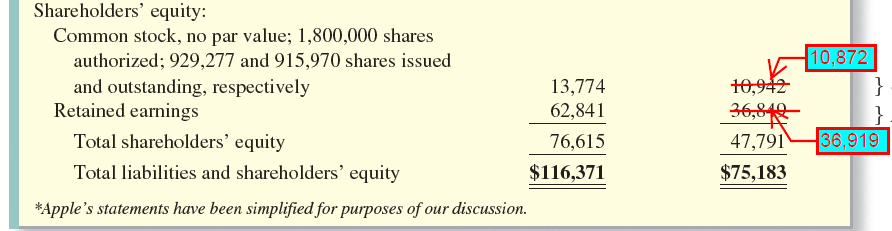 Shareholders' equity:
Common stock, no par value; 1,800,000 shares
authorized; 929,277 and 915,970 shares issued
10,872
and outstanding, respectively 13,774 10,942 }
Retained earnings 62,841 36,849 }
Total shareholders' equity 76,615 47,791 36,919
Total liabilities and shareholders' equity $116,371 $75,183
*Apple's statements have been simplified for purposes of our discussion.